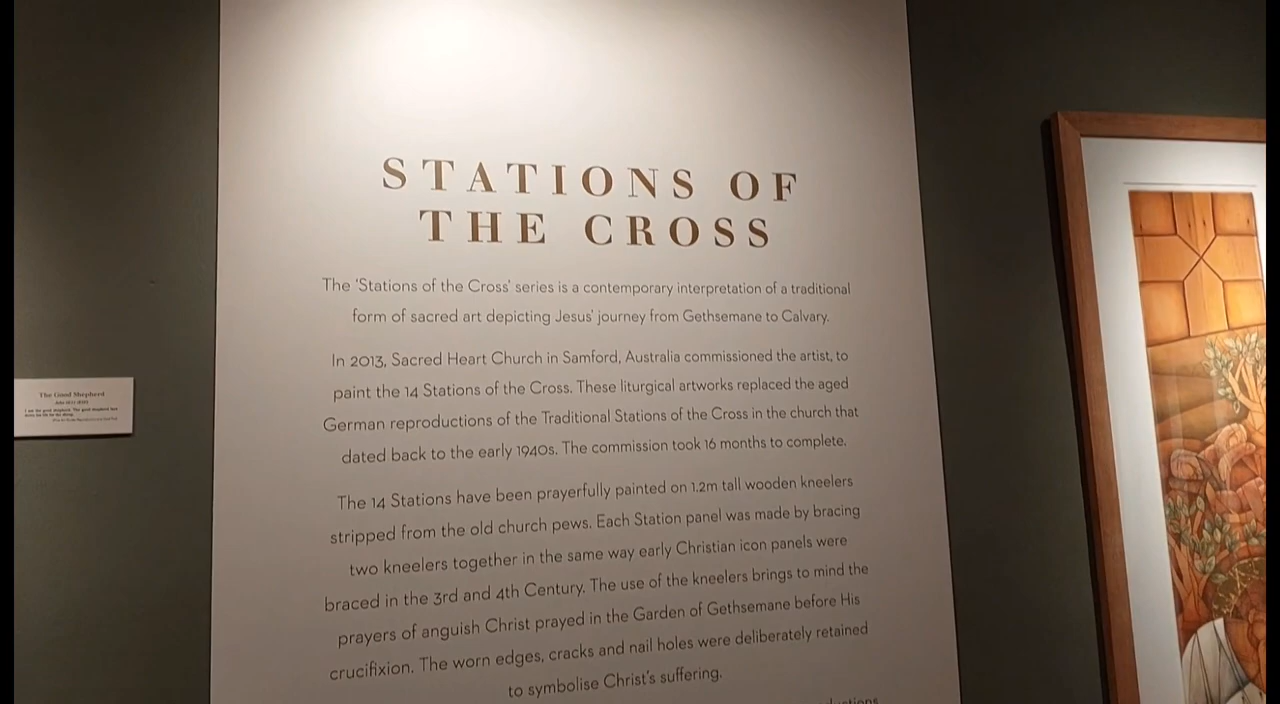 STATIONS OF
THE CROSS
The 'Stations of the Cross' series is a contemporary interpretation of a traditional
form of sacred art depicting Jesus' journey from Gethsemane to Calvary.
In 2013, Sacred Heart Church in Samford, Australia commissioned the artist, to
paint the 14 Stations of the Cross. These liturgical artworks replaced the aged
German reproductions of the Traditional Stations of the Cross in the church that
dated back to the early 1940s. The commission took 16 months to complete.
The 14 Stations have been prayerfully painted on 1.2m tall wooden kneelers
stripped from the old church pews. Each Station panel was made by bracing
two kneelers together in the same way early Christian icon panels were
braced in the 3rd and 4th Century. The use of the kneelers brings to mind the
prayers of anguish Christ prayed in the Garden of Gethsemane before His
crucifixion. The worn edges, cracks and nail holes were deliberately retained
to symbolise Christ's suffering.
The Good Shepherd